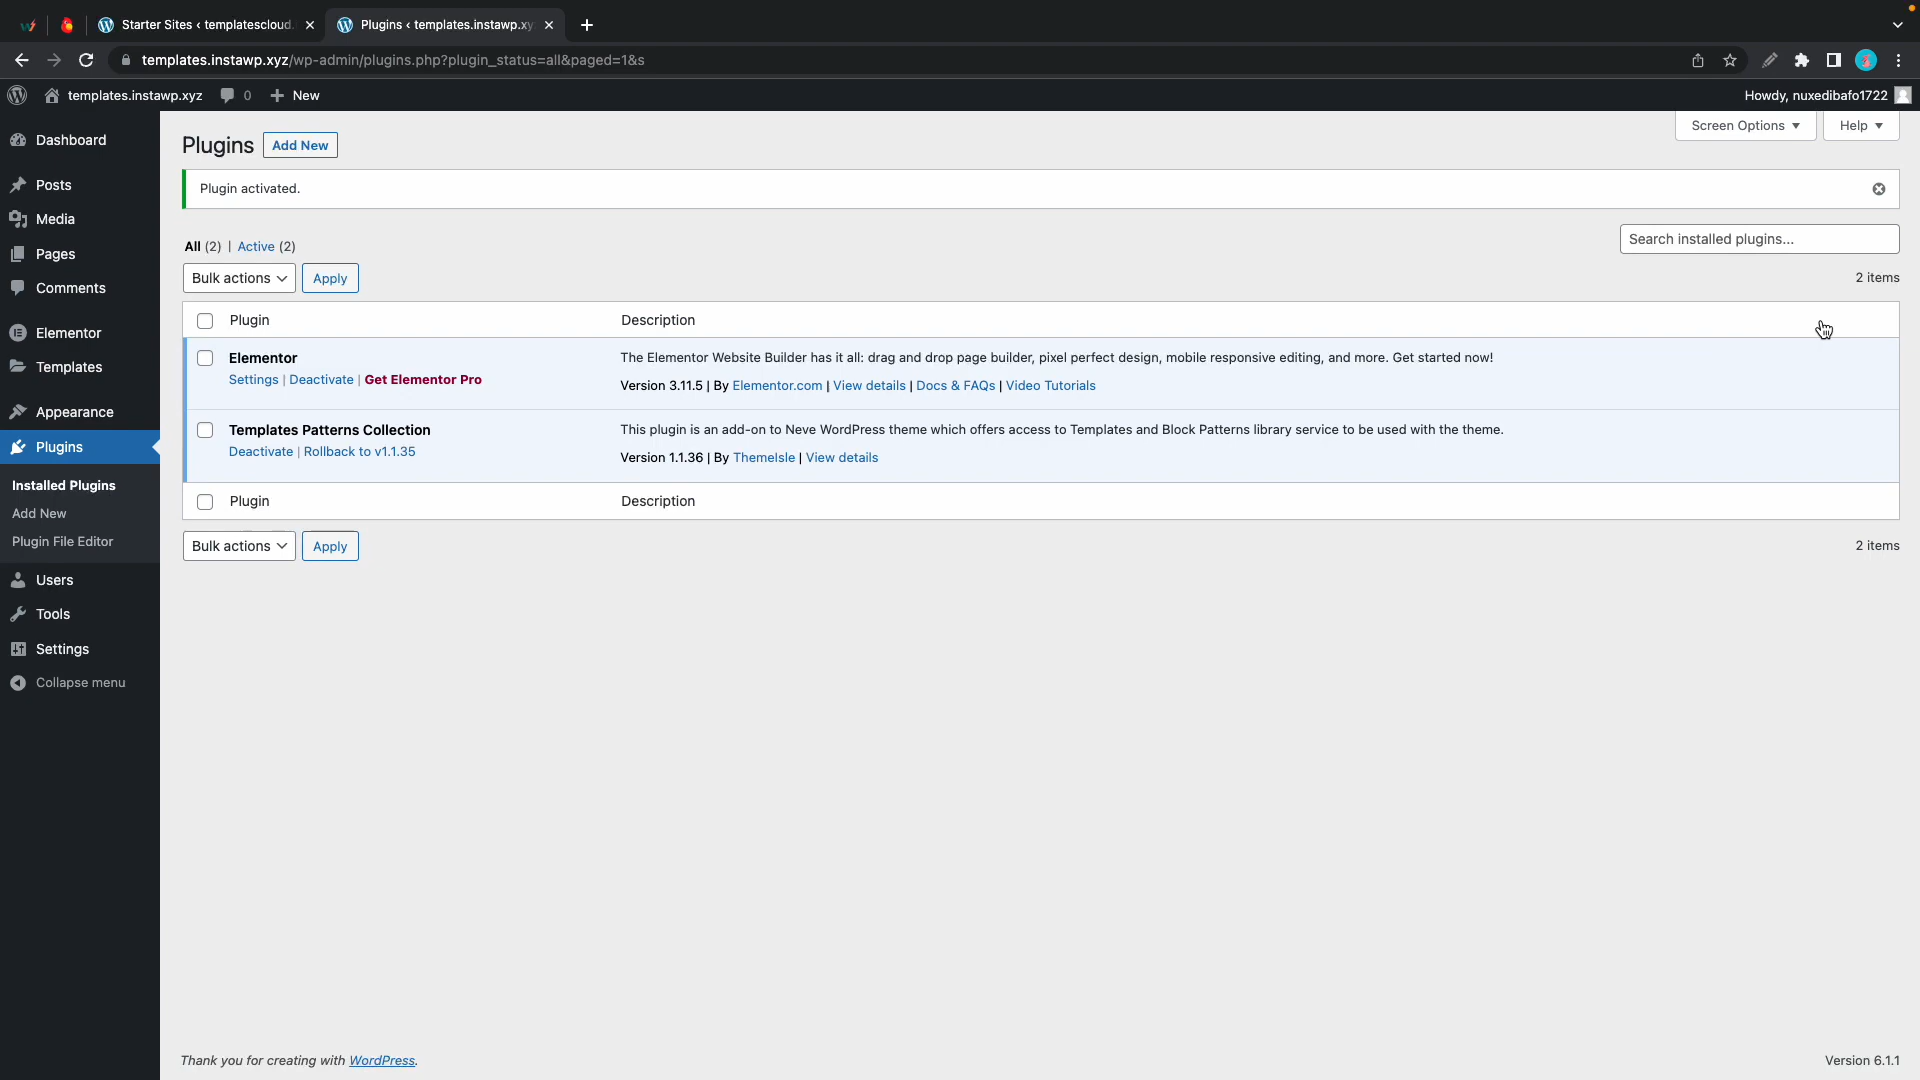 Starter Sites < templatescloud.
Plugins < templates.instawp.xy
templates.instawp.xyz/wp-admin/plugins.php?plugin_status=all&paged=1&s
templates.instawp.xyz
0
New
Howdy, nuxedibafo1722
Dashboard
Posts
Media
Pages
Comments
Elementor
Templates
Appearance
Plugins
Installed Plugins
Add New
Plugin File Editor
Users
Tools
Settings
Collapse menu
Screen Options
Help
Plugins Add New
Plugin activated.
All (2) | Active (2)
Search installed plugins...
Bulk actions Apply
2 items
Plugin Description
Elementor
Settings | Deactivate | Get Elementor Pro
The Elementor Website Builder has it all: drag and drop page builder, pixel perfect design, mobile responsive editing, and more. Get started now!
Version 3.11.5 | By Elementor.com | View details | Docs & FAQs | Video Tutorials
Templates Patterns Collection
Deactivate | Rollback to v1.1.35
This plugin is an add-on to Neve WordPress theme which offers access to Templates and Block Patterns library service to be used with the theme.
Version 1.1.36 | By ThemeIsle | View details
Plugin Description
Bulk actions Apply
2 items
Thank you for creating with WordPress.
Version 6.1.1